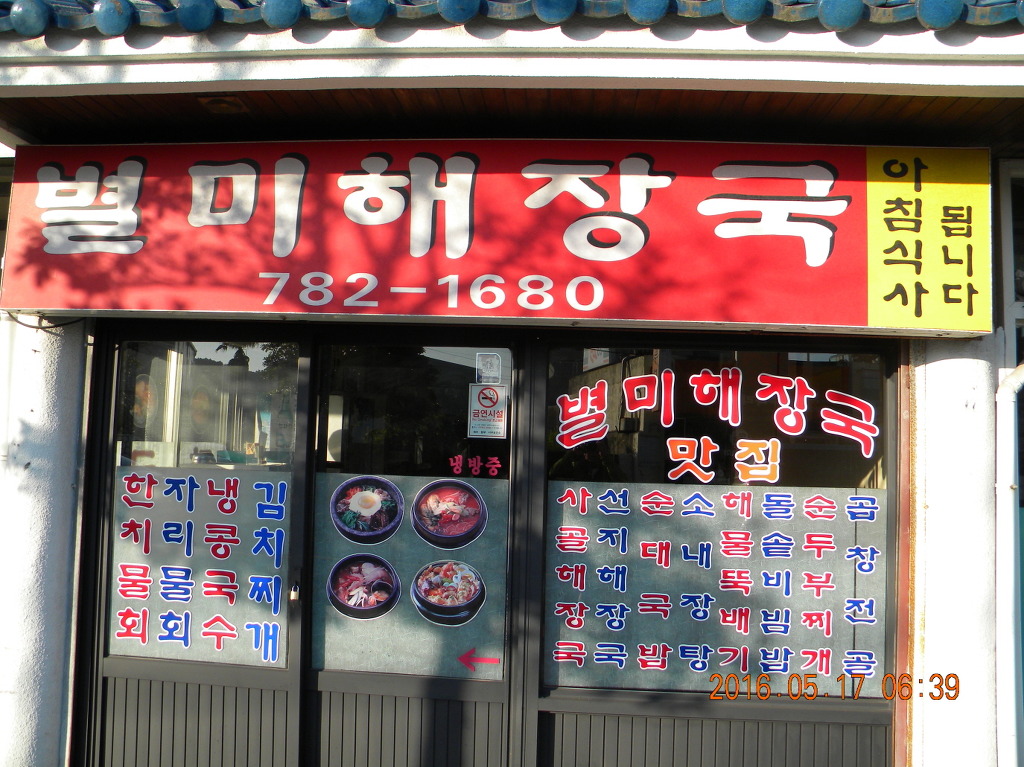 별미해장국
782-1680
아침식사
됩니다
금연시설
냉방중
별미해장국
맛집
한치물회
자리물회
냉콩국수
김치찌개
사골해장국
선지해장국
순대국밥
소내장탕
해물뚝배기
돌솥비빔밥
순두부찌개
곱창전골
2016.05.17 06:39